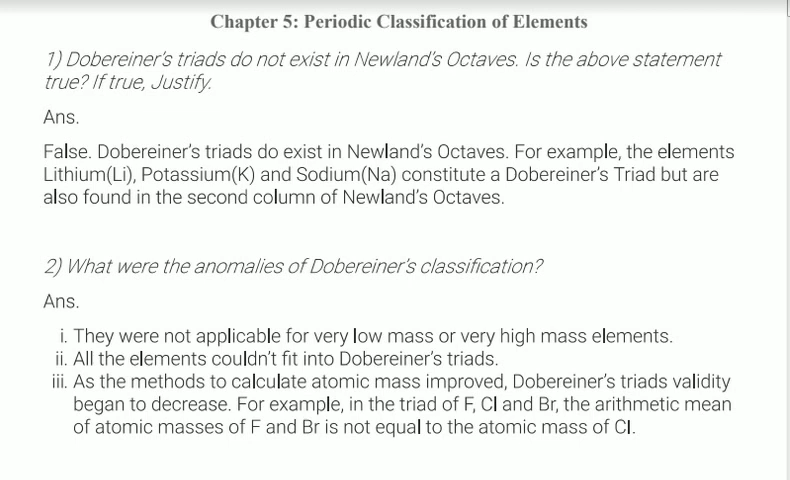 Chapter 5: Periodic Classification of Elements
1) Dobereiner's triads do not exist in Newland's Octaves. Is the above statement
true? If true, Justify.
Ans.
False. Dobereiner's triads do exist in Newland's Octaves. For example, the elements
Lithium(Li), Potassium(K) and Sodium(Na) constitute a Dobereiner's Triad but are
also found in the second column of Newland's Octaves.
2) What were the anomalies of Dobereiner's classification?
Ans.
i. They were not applicable for very low mass or very high mass elements.
ii. All the elements couldn't fit into Dobereiner's triads.
iii. As the methods to calculate atomic mass improved, Dobereiner's triads validity
began to decrease. For example, in the triad of F, Cl and Br, the arithmetic mean
of atomic masses of F and Br is not equal to the atomic mass of Cl.